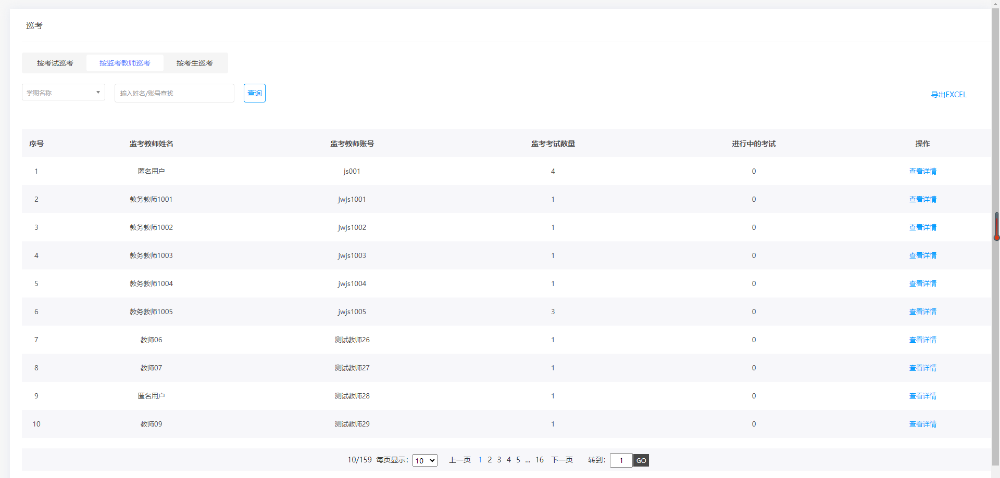 巡考
按考试巡考 按监考教师巡考 按考生巡考
学期名称 输入姓名/账号查找 查询 导出EXCEL
序号 监考教师姓名 监考教师账号 监考考试数量 进行中的考试 操作
1 匿名用户 js001 4 0 查看详情
2 教务教师1001 jwjs1001 1 0 查看详情
3 教务教师1002 jwjs1002 1 0 查看详情
4 教务教师1003 jwjs1003 1 0 查看详情
5 教务教师1004 jwjs1004 1 0 查看详情
6 教务教师1005 jwjs1005 3 0 查看详情
7 教师06 测试教师26 1 0 查看详情
8 教师07 测试教师27 1 0 查看详情
9 匿名用户 测试教师28 1 0 查看详情
10 教师09 测试教师29 1 0 查看详情
10/159 每页显示: 10 上一页 1 2 3 4 5 ... 16 下一页 转到: 1 GO